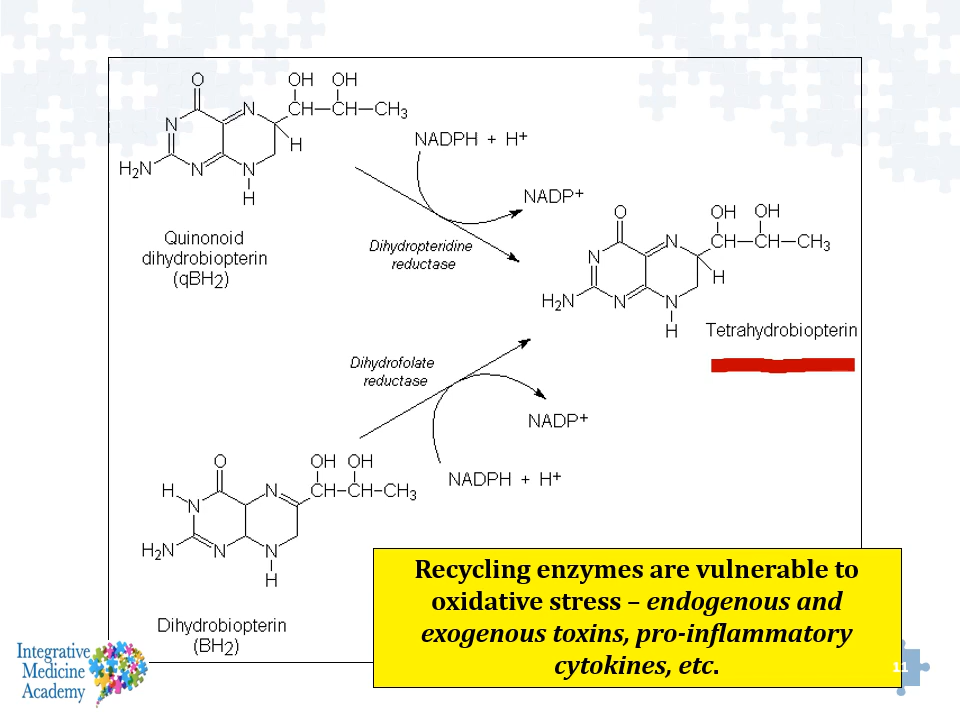 O
OH OH
N
CH—CH—CH3
N
H
H2N
N
N
H
NADPH + H+
NADP+
Quinonoid
dihydrobiopterin
(qBH2)
Dihydropteridine
reductase
O
OH OH
N
CH—CH—CH3
N
H
H2N
N
N
H
Tetrahydrobiopterin
Dihydrofolate
reductase
NADP+
NADPH + H+
O
OH OH
H
N
CH—CH—CH3
N
H2N
N
N
H
Dihydrobiopterin
(BH2)
Recycling enzymes are vulnerable to
oxidative stress – endogenous and
exogenous toxins, pro-inflammatory
cytokines, etc.
Integrative
Medicine
Academy
11